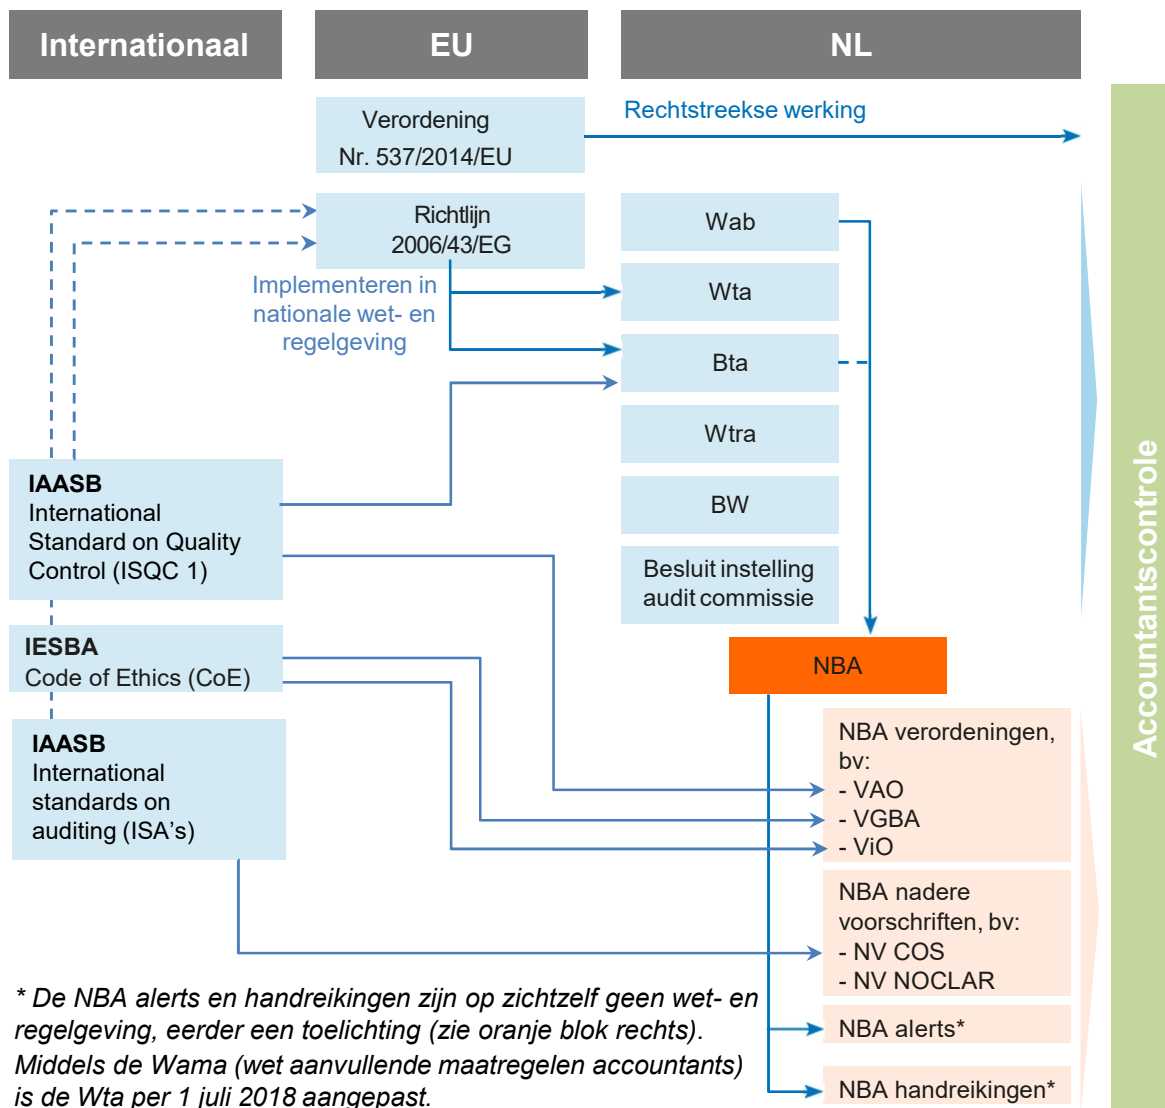 Internationaal
EU
NL
Verordening
Nr. 537/2014/EU
Rechtstreekse werking
Richtlijn
2006/43/EG
Implementeren in
nationale wet- en
regelgeving
Wab
Wta
Bta
Wtra
BW
Besluit instelling
audit commissie
IAASB
International
Standard on Quality
Control (ISQC 1)
IESBA
Code of Ethics (CoE)
IAASB
International
standards on
auditing (ISA's)
NBA
NBA verordeningen,
bv:
- VAO
- VGBA
- ViO
NBA nadere
voorschriften, bv:
- NV COS
- NV NOCLAR
NBA alerts*
NBA handreikingen*
Accountantscontrole
* De NBA alerts en handreikingen zijn op zichtzelf geen wet- en
regelgeving, eerder een toelichting (zie oranje blok rechts).
Middels de Wama (wet aanvullende maatregelen accountants)
is de Wta per 1 juli 2018 aangepast.